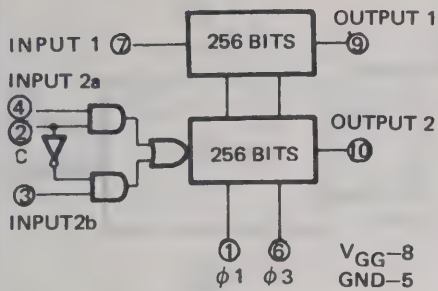 OUTPUT 1
INPUT 1 7
256 BITS
9
INPUT 2a
4
2
C
OUTPUT 2
256 BITS
10
3
INPUT2b
1
6
VGG-8
φ1
φ3
GND-5